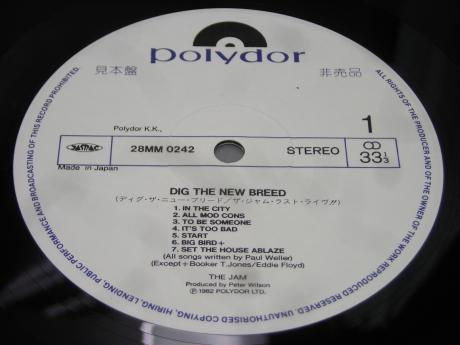 polydor
見本盤 非売品
Polydor K.K.,
1
JASRAC
28MM 0242
STEREO
33 1/3
Made in Japan
DIG THE NEW BREED
(ディグ・ザ・ニュー・ブリード/ザ・ジャム・ラスト・ライヴ!!)
1. IN THE CITY
2. ALL MOD CONS
3. TO BE SOMEONE
4. IT'S TOO BAD
5. START
6. BIG BIRD+
7. SET THE HOUSE ABLAZE
(All songs written by Paul Weller)
(Except+Booker T.Jones/Eddie Floyd)
THE JAM
Produced by Peter Wilson
℗1982 POLYDOR LTD.
ALL RIGHTS OF THE PRODUCER AND OF THE OWNER OF THE WORK REPRODUCED RESERVED. UNAUTHORISED COPYING, HIRING, LENDING, PUBLIC PERFORMANCE AND BROADCASTING OF THIS RECORD PROHIBITED.